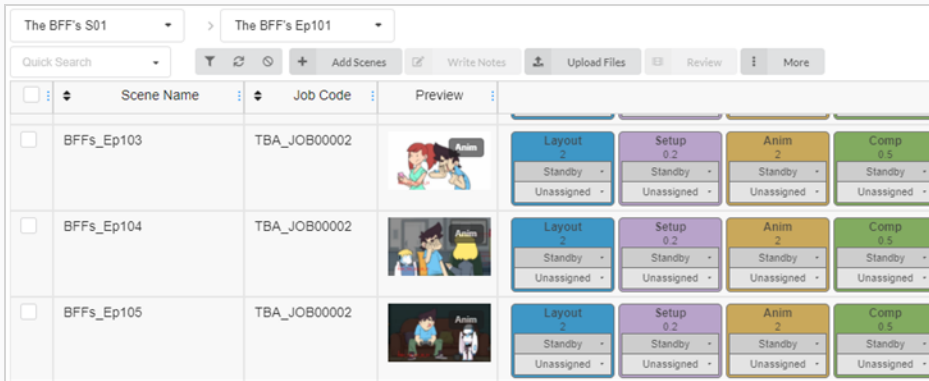 The BFF's S01 > The BFF's Ep101
Quick Search Add Scenes Write Notes Upload Files Review More
Scene Name Job Code Preview
BFFs_Ep103 TBA_JOB00002 Anim Layout Setup Anim Comp
2 0.2 2 0.5
Standby Standby Standby Standby
Unassigned Unassigned Unassigned Unassigned
BFFs_Ep104 TBA_JOB00002 Anim Layout Setup Anim Comp
2 0.2 2 0.5
Standby Standby Standby Standby
Unassigned Unassigned Unassigned Unassigned
BFFs_Ep105 TBA_JOB00002 Anim Layout Setup Anim Comp
2 0.2 2 0.5
Standby Standby Standby Standby
Unassigned Unassigned Unassigned Unassigned